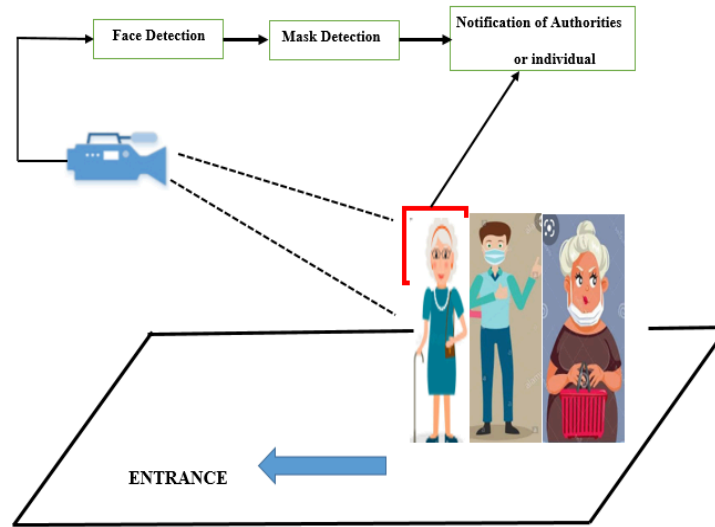 Face Detection
Mask Detection
Notification of Authorities
or individual
ENTRANCE